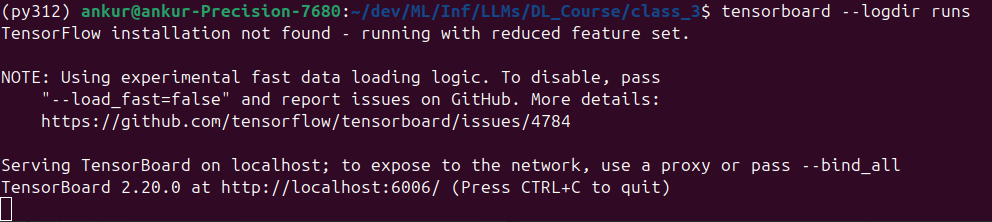 (py312) ankur@ankur-Precision-7680:~/dev/ML/Inf/LLMs/DL_Course/class_3$ tensorboard --logdir runs
TensorFlow installation not found - running with reduced feature set.

NOTE: Using experimental fast data loading logic. To disable, pass
    "--load_fast=false" and report issues on GitHub. More details:
    https://github.com/tensorflow/tensorboard/issues/4784

Serving TensorBoard on localhost; to expose to the network, use a proxy or pass --bind_all
TensorBoard 2.20.0 at http://localhost:6006/ (Press CTRL+C to quit)